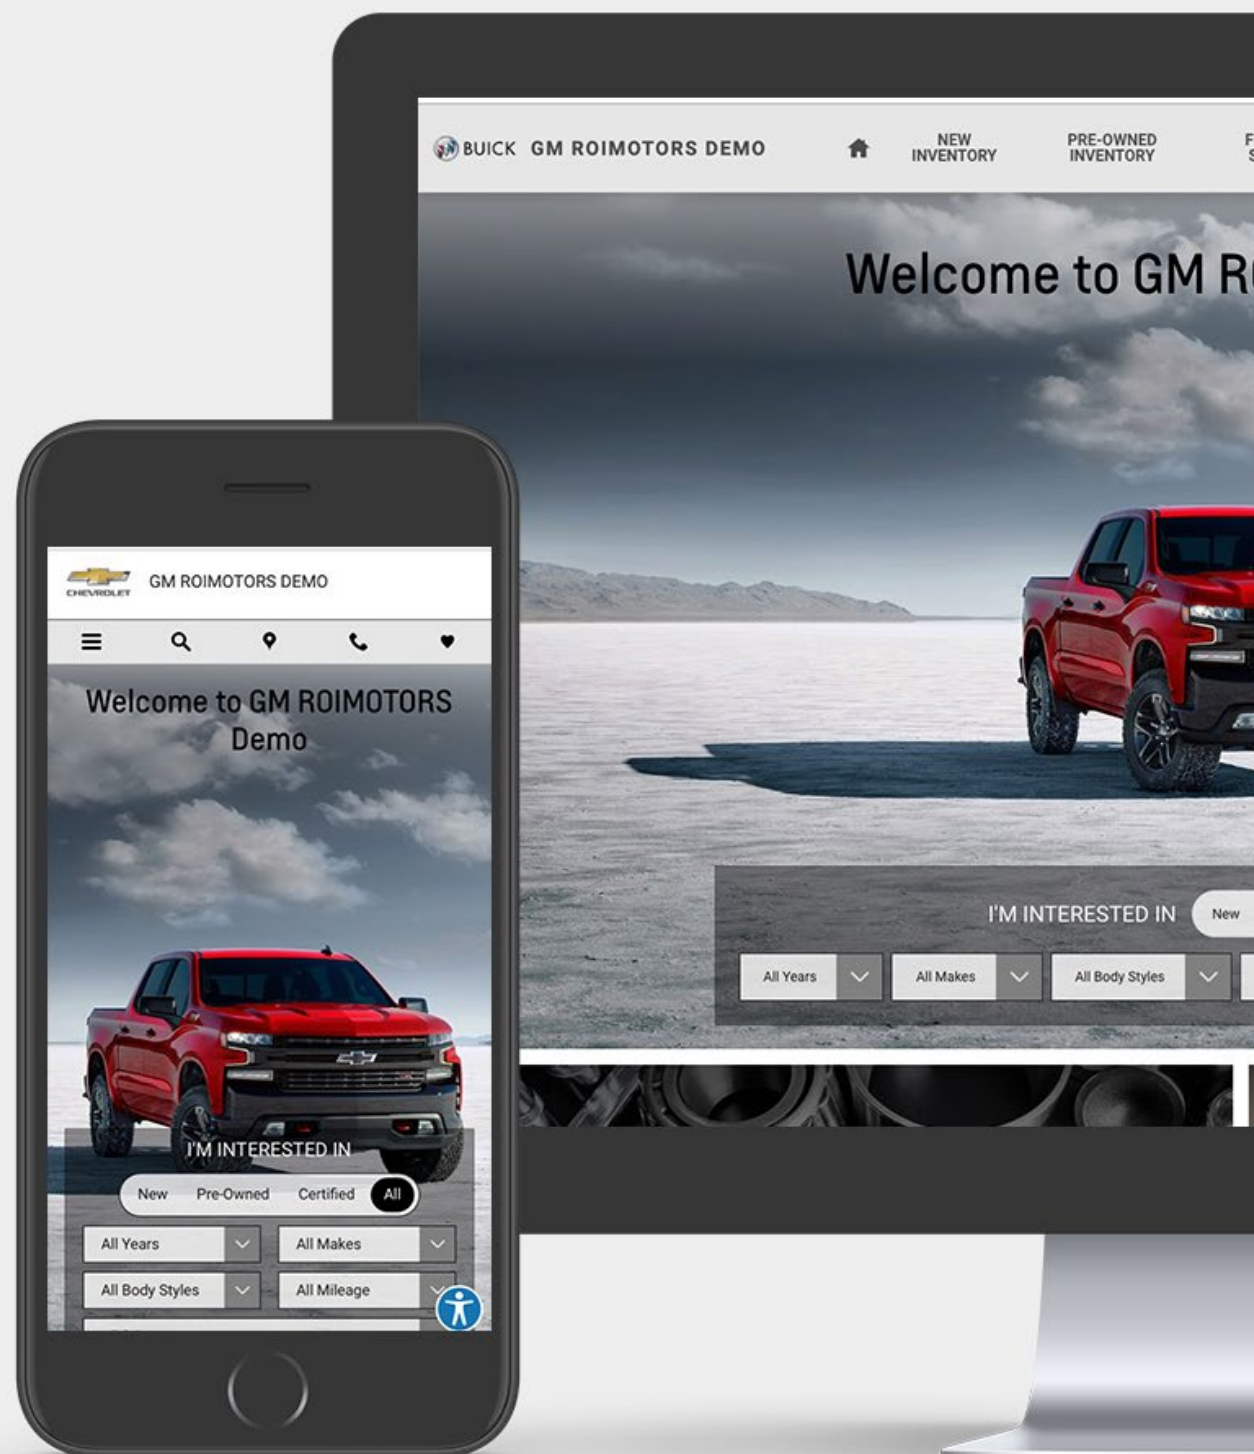 BUICK GM ROIMOTORS DEMO
NEW
INVENTORY
PRE-OWNED
INVENTORY
Welcome to GM
I'M INTERESTED IN New
All Years
All Makes
All Body Styles
CHEVROLET
GM ROIMOTORS DEMO
Welcome to GM ROIMOTORS
Demo
I'M INTERESTED IN
New Pre-Owned Certified All
All Years
All Makes
All Body Styles
All Mileage